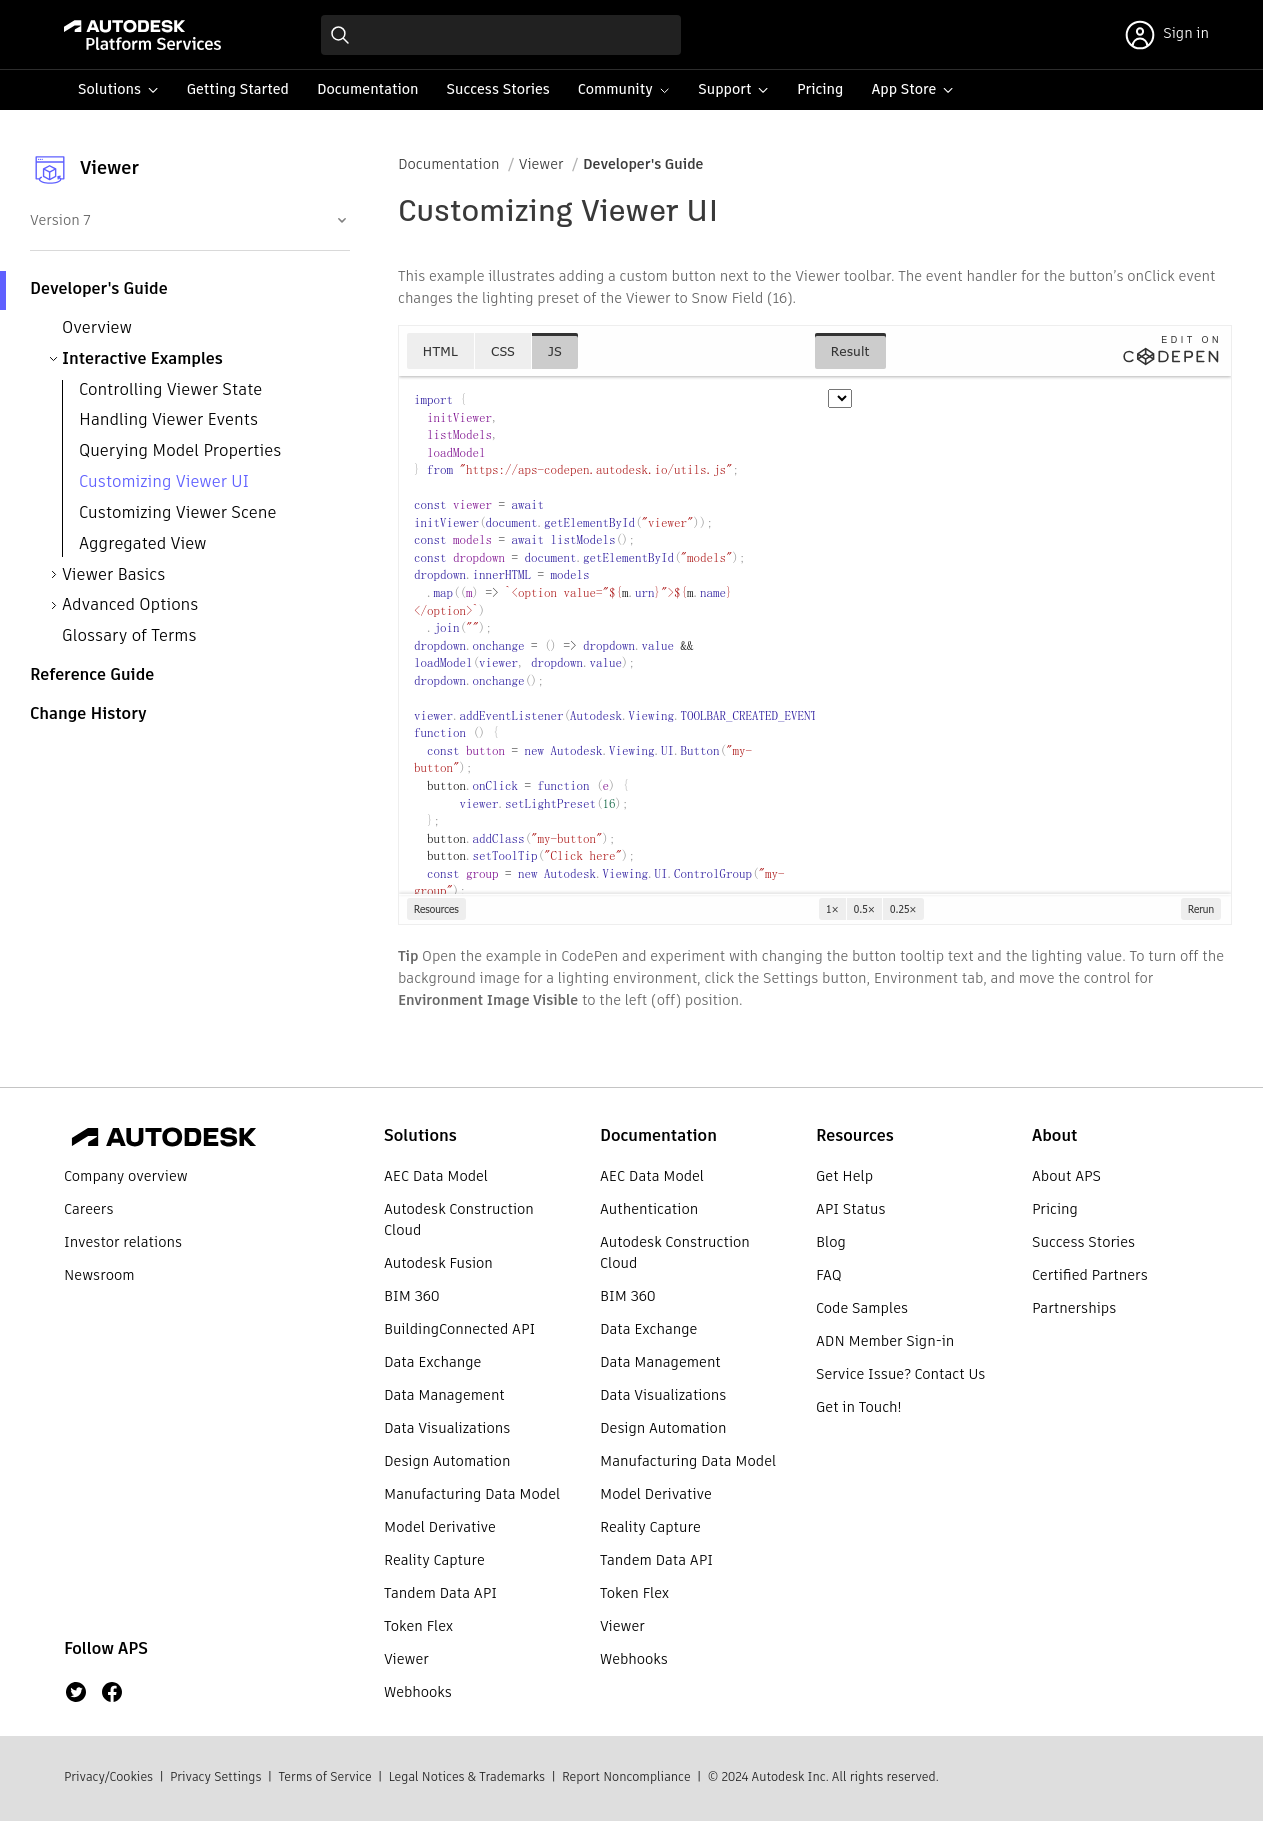 AUTODESK
Platform Services
Sign in
Solutions
Getting Started
Documentation
Success Stories
Community
Support
Pricing
App Store
Viewer
Version 7
Developer's Guide
Overview
Interactive Examples
Controlling Viewer State
Handling Viewer Events
Querying Model Properties
Customizing Viewer UI
Customizing Viewer Scene
Aggregated View
Viewer Basics
Advanced Options
Glossary of Terms
Reference Guide
Change History
Documentation / Viewer / Developer's Guide
Customizing Viewer UI
This example illustrates adding a custom button next to the Viewer toolbar. The event handler for the button's onClick event
changes the lighting preset of the Viewer to Snow Field (16).
HTML
CSS
JS
Result
EDIT ON
CODEPEN
import {
initViewer,
listModels,
loadModel
} from "https://aps-codepen.autodesk.io/utils.js";
const viewer = await
initViewer(document.getElementById("viewer"));
const models = await listModels();
const dropdown = document.getElementById("models");
dropdown.innerHTML = models
.map((m) => `<option value="${m.urn}">${m.name}
</option>`)
.join("");
dropdown.onchange = () => dropdown.value &&
loadModel(viewer, dropdown.value);
dropdown.onchange();
viewer.addEventListener(Autodesk.Viewing.TOOLBAR_CREATED_EVENT
function () {
const button = new Autodesk.Viewing.UI.Button("my-
button");
button.onClick = function (e) {
viewer.setLightPreset(16);
};
button.addClass("my-button");
button.setToolTip("Click here");
const group = new Autodesk.Viewing.UI.ControlGroup("my-
group");
Resources
1×
0.5×
0.25×
Rerun
Tip Open the example in CodePen and experiment with changing the button tooltip text and the lighting value. To turn off the
background image for a lighting environment, click the Settings button, Environment tab, and move the control for
Environment Image Visible to the left (off) position.
AUTODESK
Company overview
Careers
Investor relations
Newsroom
Follow APS
Solutions
AEC Data Model
Autodesk Construction
Cloud
Autodesk Fusion
BIM 360
BuildingConnected API
Data Exchange
Data Management
Data Visualizations
Design Automation
Manufacturing Data Model
Model Derivative
Reality Capture
Tandem Data API
Token Flex
Viewer
Webhooks
Documentation
AEC Data Model
Authentication
Autodesk Construction
Cloud
BIM 360
Data Exchange
Data Management
Data Visualizations
Design Automation
Manufacturing Data Model
Model Derivative
Reality Capture
Tandem Data API
Token Flex
Viewer
Webhooks
Resources
Get Help
API Status
Blog
FAQ
Code Samples
ADN Member Sign-in
Service Issue? Contact Us
Get in Touch!
About
About APS
Pricing
Success Stories
Certified Partners
Partnerships
Privacy/Cookies | Privacy Settings | Terms of Service | Legal Notices & Trademarks | Report Noncompliance | © 2024 Autodesk Inc. All rights reserved.